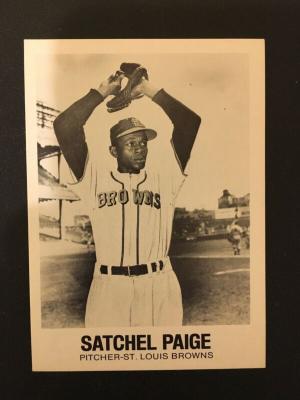 BROWNS
SATCHEL PAIGE
PITCHER-ST. LOUIS BROWNS